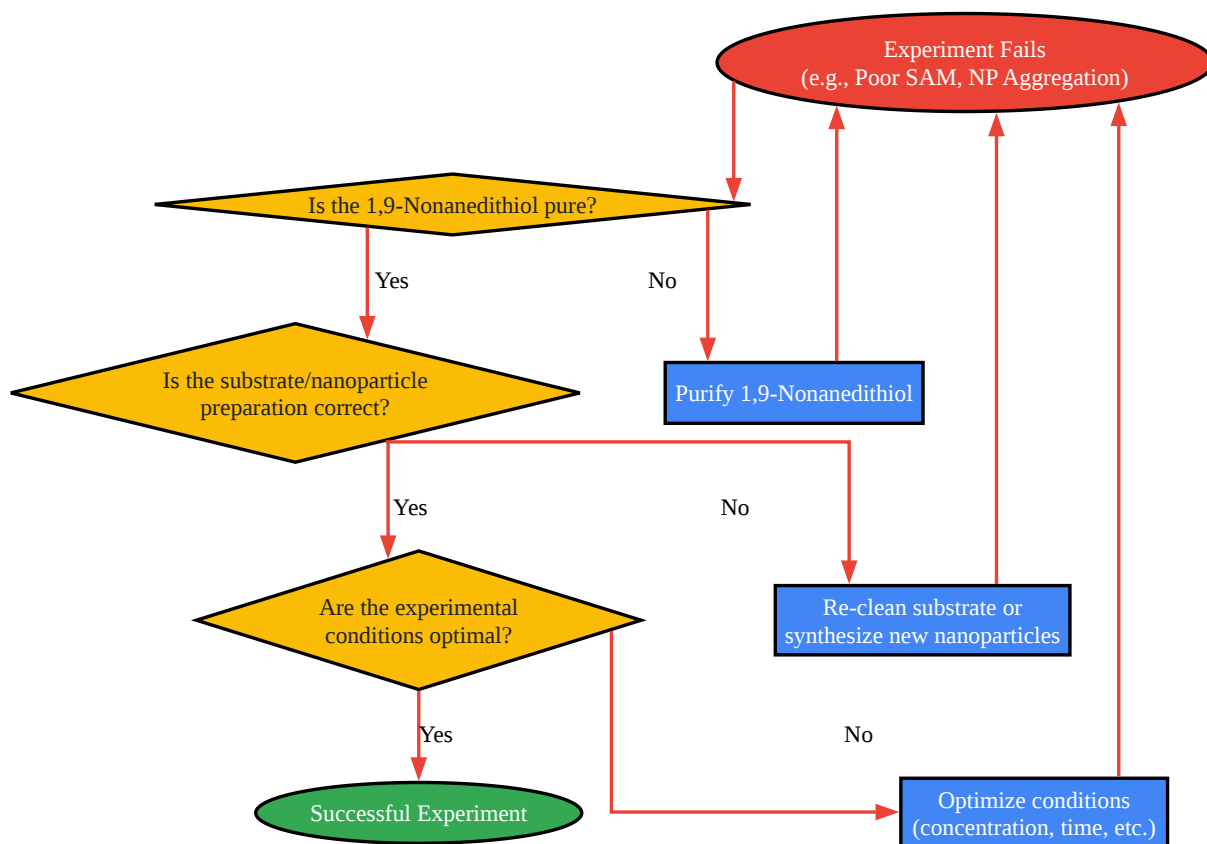 Experiment Fails
(e.g., Poor SAM, NP Aggregation)
Is the 1,9-Nonanedithiol pure?
Yes
No
Is the substrate/nanoparticle
preparation correct?
Purify 1,9-Nonanedithiol
Yes
No
Are the experimental
conditions optimal?
Re-clean substrate or
synthesize new nanoparticles
Yes
No
Successful Experiment
Optimize conditions
(concentration, time, etc.)